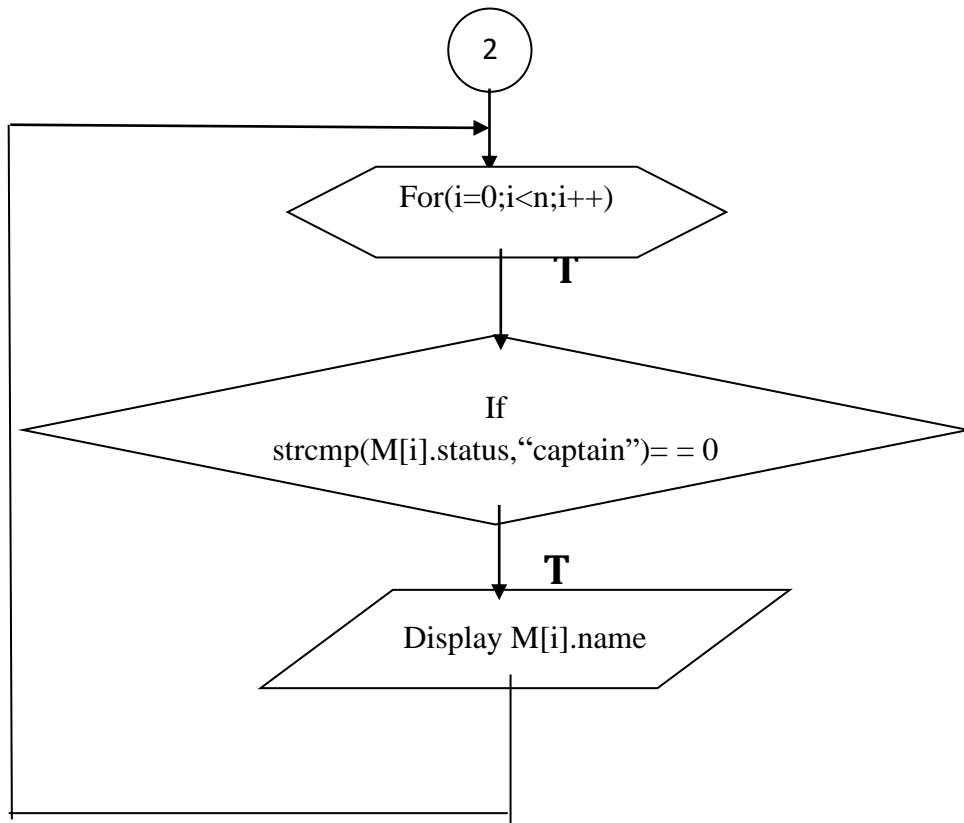 2
For(i=0;i<n;i++)
T
If
strcmp(M[i].status,“captain”)= = 0
T
Display M[i].name